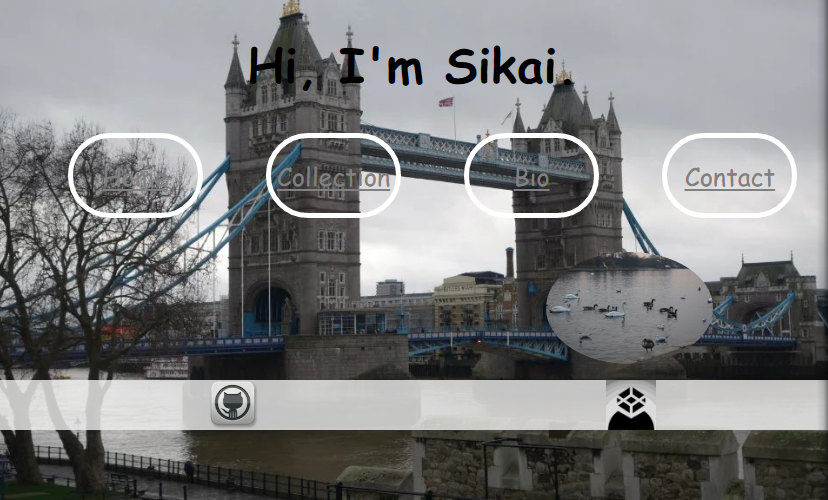 Hi, I'm Sikai.
Collection
Bio
Contact